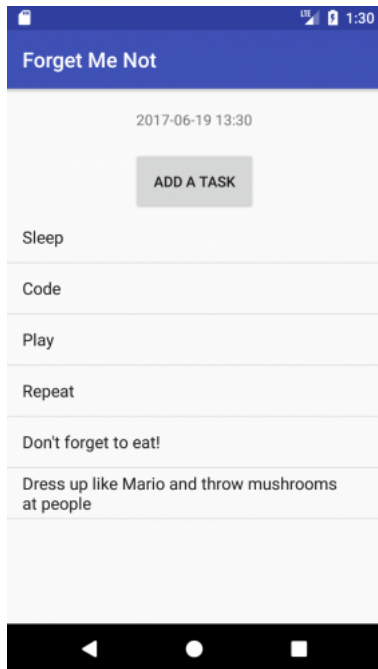 LTE 1:30
Forget Me Not
2017-06-19 13:30
ADD A TASK
Sleep
Code
Play
Repeat
Don't forget to eat!
Dress up like Mario and throw mushrooms
at people